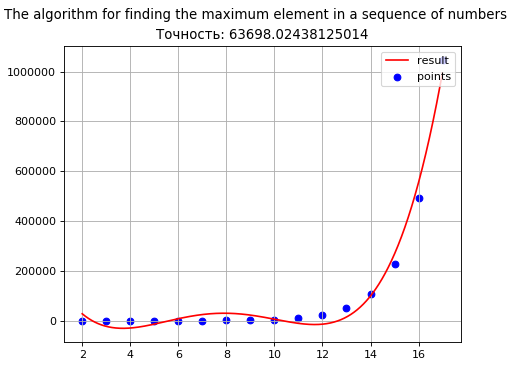 The algorithm for finding the maximum element in a sequence of numbers
Точность: 63698.02438125014
result
points
1000000
800000
600000
400000
200000
0
2 4 6 8 10 12 14 16